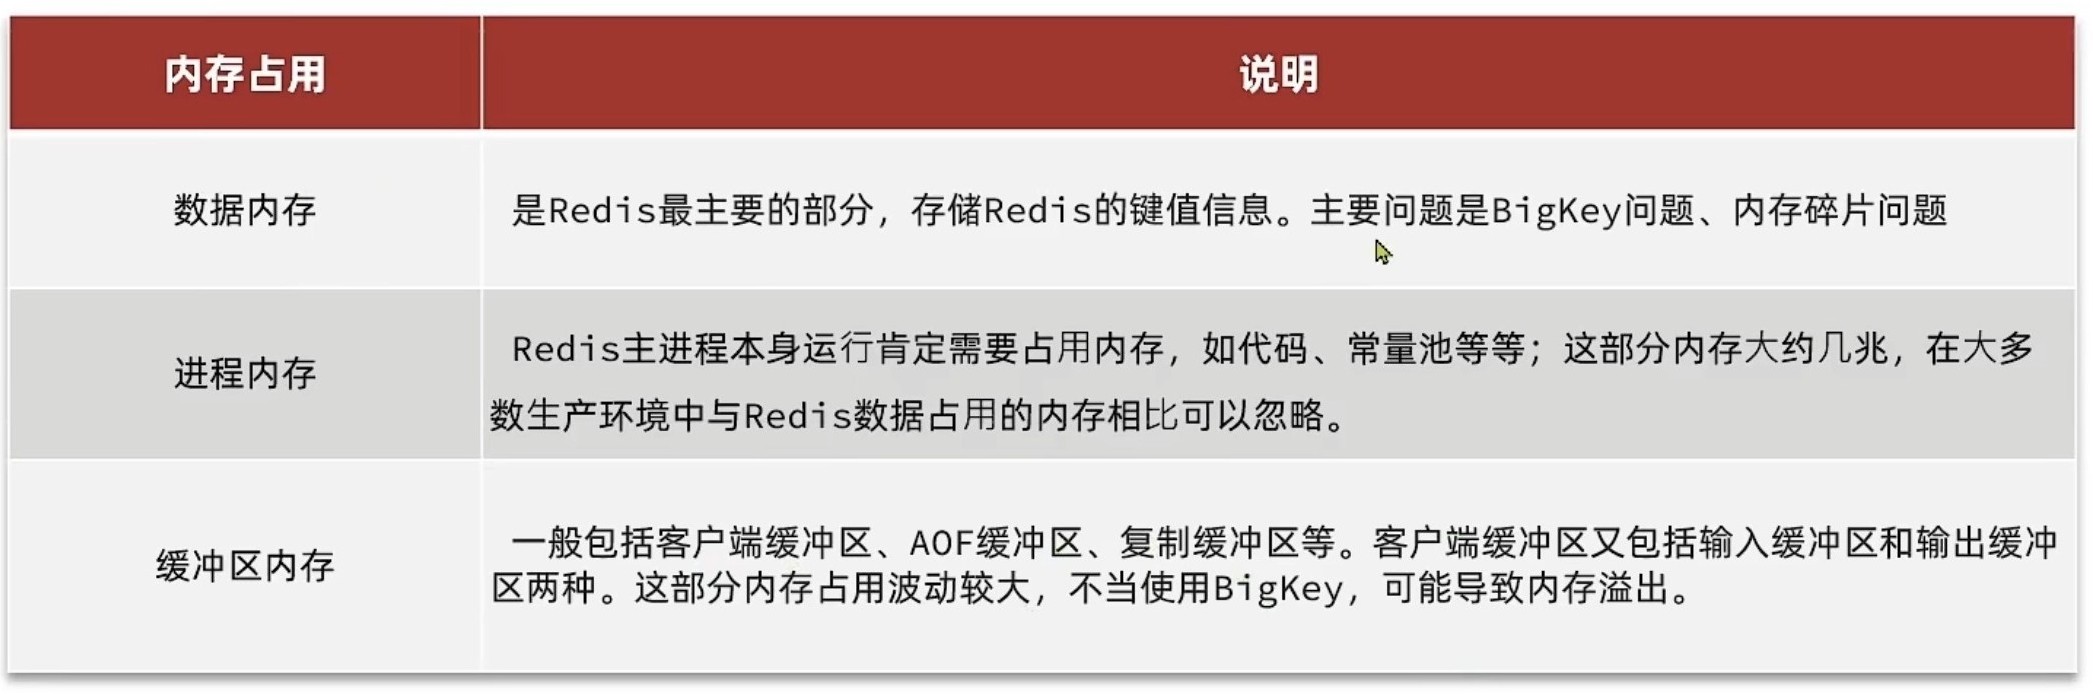 内存占用
说明
数据内存
是Redis最主要的部分，存储Redis的键值信息。主要问题是BigKey问题、内存碎片问题
进程内存
Redis主进程本身运行肯定需要占用内存，如代码、常量池等等；这部分内存大约几兆，在大多
数生产环境中与Redis数据占用的内存相比可以忽略。
缓冲区内存
一般包括客户端缓冲区、AOF缓冲区、复制缓冲区等。客户端缓冲区又包括输入缓冲区和输出缓冲
区两种。这部分内存占用波动较大，不当使用BigKey，可能导致内存溢出。